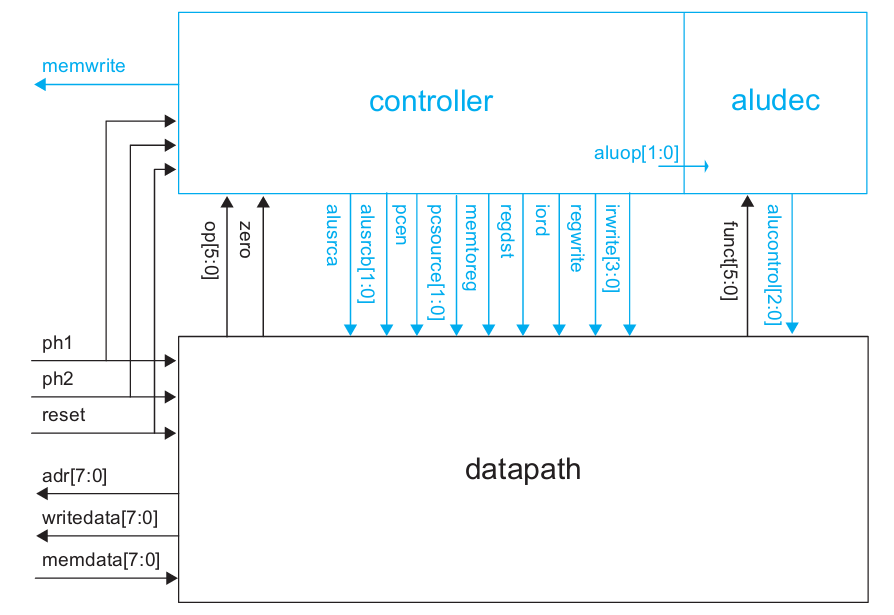 memwrite
controller
aludec
aluop[1:0]
op[5:0]
zero
alusrca
alusrcb[1:0]
pcen
pcsource[1:0]
memtoreg
regdst
iord
regwrite
irwrite[3:0]
funct[5:0]
alucontrol[2:0]
ph1
ph2
reset
adr[7:0]
writedata[7:0]
memdata[7:0]
datapath